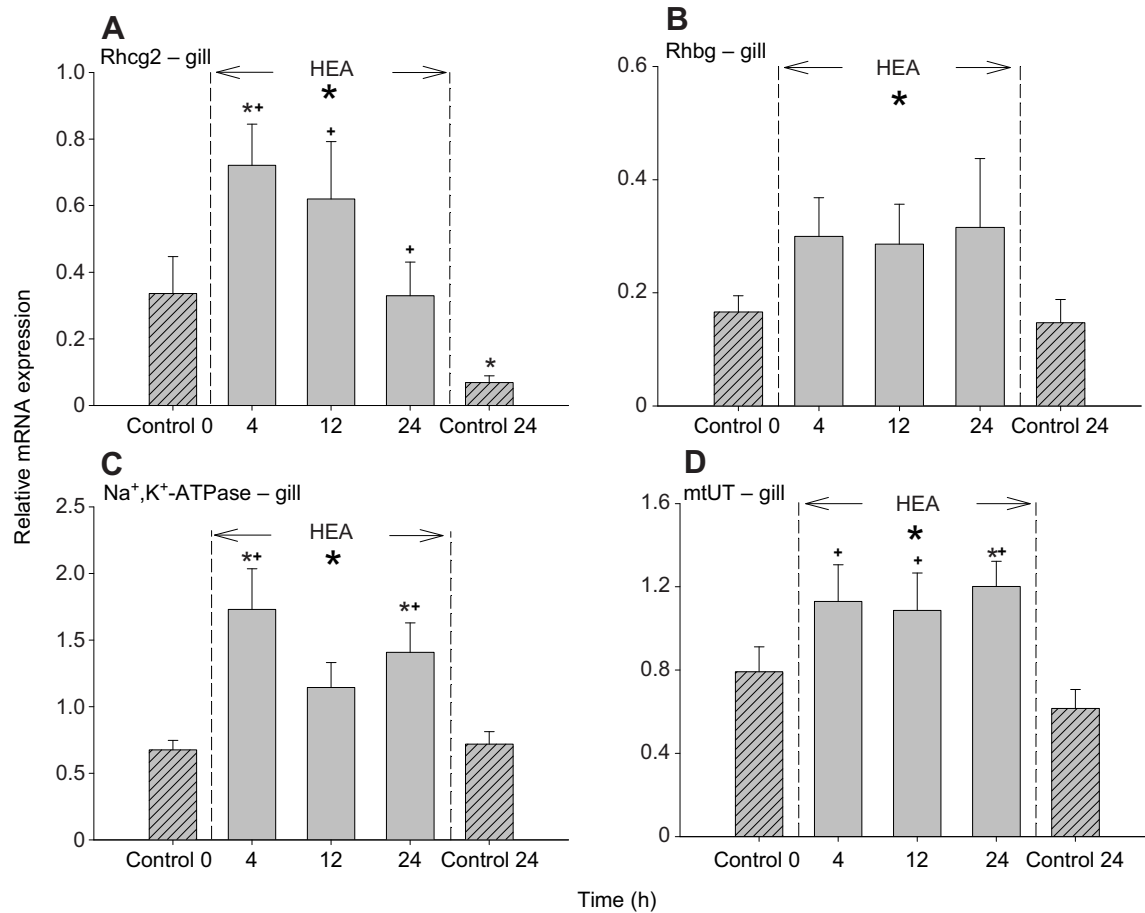 A
Rhcg2 – gill
HEA
1.0
0.8
0.6
0.4
0.2
0
*+
*
+
+
*
Control 0 4 12 24 Control 24
B
Rhbg – gill
HEA
0.6
0.4
0.2
0
*
Control 0 4 12 24 Control 24
Relative mRNA expression
C
Na+,K+-ATPase – gill
HEA
2.5
2.0
1.5
1.0
0.5
0
*+
*
*+
Control 0 4 12 24 Control 24
D
mtUT – gill
HEA
1.6
1.2
0.8
0.4
0
+
*
+
*+
Control 0 4 12 24 Control 24
Time (h)